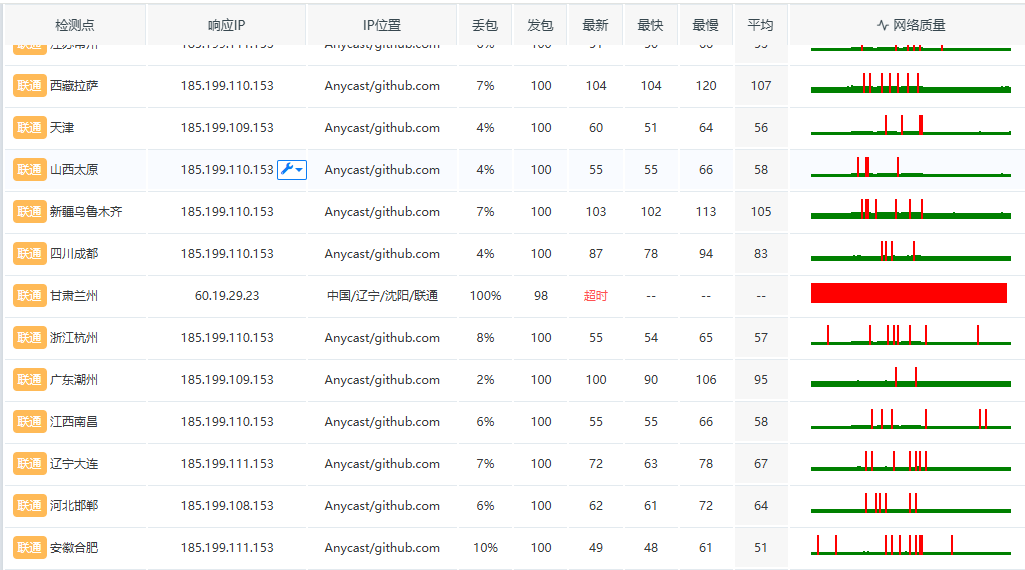 检测点 响应IP IP位置 丢包 发包 最新 最快 最慢 平均 网络质量
联通 西藏拉萨 185.199.110.153 Anycast/github.com 7% 100 104 104 120 107
联通 天津 185.199.109.153 Anycast/github.com 4% 100 60 51 64 56
联通 山西太原 185.199.110.153 Anycast/github.com 4% 100 55 55 66 58
联通 新疆乌鲁木齐 185.199.110.153 Anycast/github.com 7% 100 103 102 113 105
联通 四川成都 185.199.110.153 Anycast/github.com 4% 100 87 78 94 83
联通 甘肃兰州 60.19.29.23 中国/辽宁/沈阳/联通 100% 98 超时 -- -- --
联通 浙江杭州 185.199.110.153 Anycast/github.com 8% 100 55 54 65 57
联通 广东潮州 185.199.109.153 Anycast/github.com 2% 100 100 90 106 95
联通 江西南昌 185.199.110.153 Anycast/github.com 6% 100 55 55 66 58
联通 辽宁大连 185.199.111.153 Anycast/github.com 7% 100 72 63 78 67
联通 河北邯郸 185.199.108.153 Anycast/github.com 6% 100 62 61 72 64
联通 安徽合肥 185.199.111.153 Anycast/github.com 10% 100 49 48 61 51